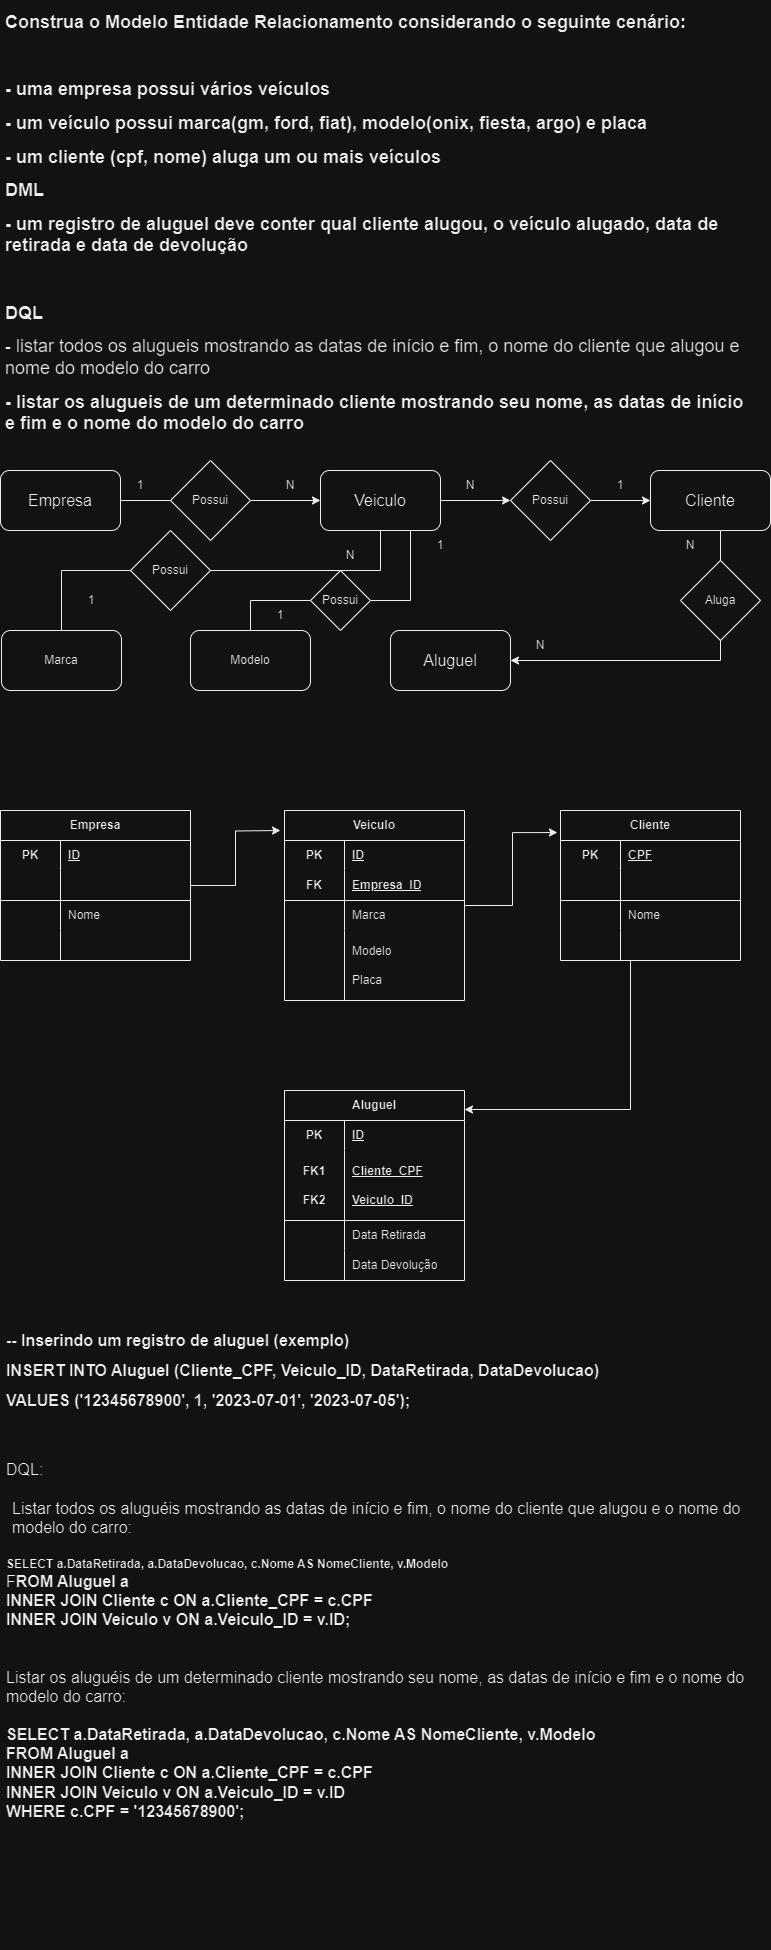 Construa o Modelo Entidade Relacionamento considerando o seguinte cenário:
- uma empresa possui vários veículos
- um veículo possui marca(gm, ford, fiat), modelo(onix, fiesta, argo) e placa
- um cliente (cpf, nome) aluga um ou mais veículos
DML
- um registro de aluguel deve conter qual cliente alugou, o veículo alugado, data de
retirada e data de devolução
DQL
- listar todos os alugueis mostrando as datas de início e fim, o nome do cliente que alugou e
nome do modelo do carro
- listar os alugueis de um determinado cliente mostrando seu nome, as datas de início
e fim e o nome do modelo do carro
Empresa
1
Possui
N
Veiculo
N
Possui
1
Cliente
Possui
N
1
N
1
Possui
1
Aluga
Marca
Modelo
Aluguel
N
Empresa
PK
ID
Nome
Veiculo
PK
ID
FK
Empresa_ID
Marca
Modelo
Placa
Cliente
PK
CPF
Nome
Aluguel
PK
ID
FK1
Cliente_CPF
FK2
Veiculo_ID
Data Retirada
Data Devolução
-- Inserindo um registro de aluguel (exemplo)
INSERT INTO Aluguel (Cliente_CPF, Veiculo_ID, DataRetirada, DataDevolucao)
VALUES ('12345678900', 1, '2023-07-01', '2023-07-05');
DQL:
Listar todos os aluguéis mostrando as datas de início e fim, o nome do cliente que alugou e o nome do
modelo do carro:
SELECT a.DataRetirada, a.DataDevolucao, c.Nome AS NomeCliente, v.Modelo
FROM Aluguel a
INNER JOIN Cliente c ON a.Cliente_CPF = c.CPF
INNER JOIN Veiculo v ON a.Veiculo_ID = v.ID;
Listar os aluguéis de um determinado cliente mostrando seu nome, as datas de início e fim e o nome do
modelo do carro:
SELECT a.DataRetirada, a.DataDevolucao, c.Nome AS NomeCliente, v.Modelo
FROM Aluguel a
INNER JOIN Cliente c ON a.Cliente_CPF = c.CPF
INNER JOIN Veiculo v ON a.Veiculo_ID = v.ID
WHERE c.CPF = '12345678900';